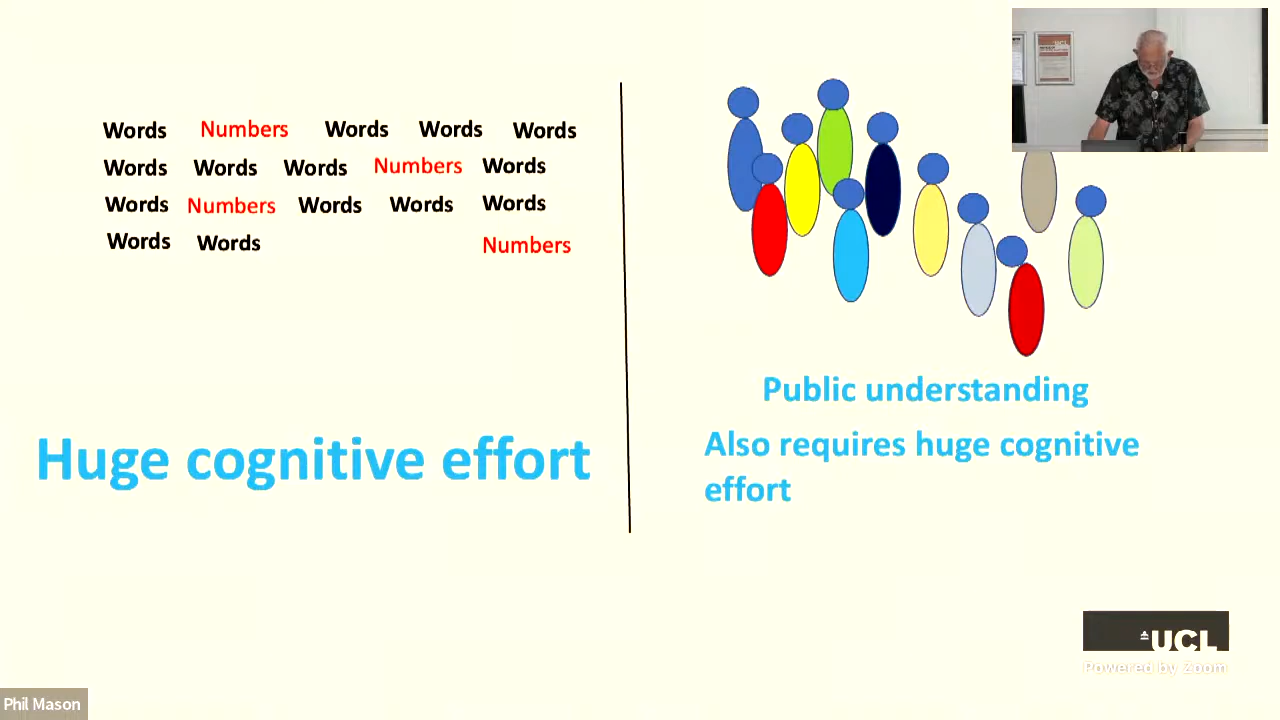 Words Numbers Words Words Words
Words Words Words Numbers Words
Words Numbers Words Words Words
Words Words Numbers
Huge cognitive effort
Public understanding
Also requires huge cognitive
effort
UCL
UCL
Powered by Zoom
Phil Mason